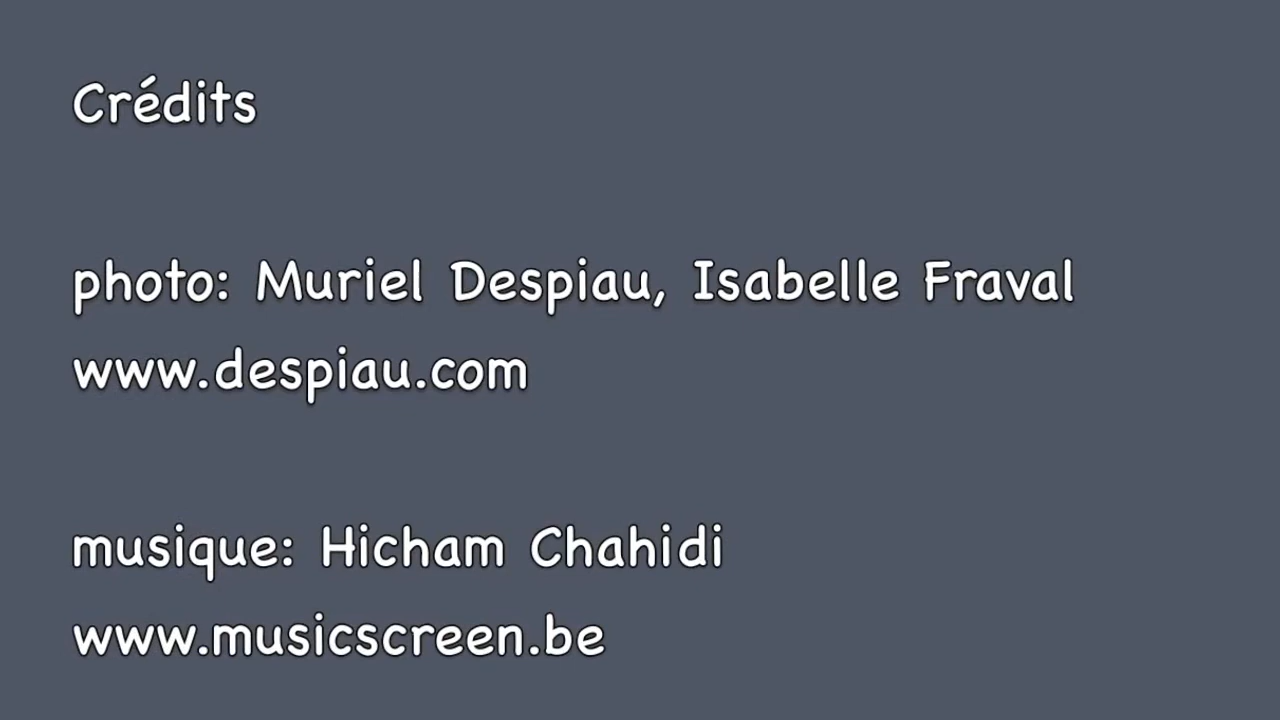 Crédits
photo: Muriel Despiau, Isabelle Fraval
www.despiau.com
musique: Hicham Chahidi
www.musicscreen.be